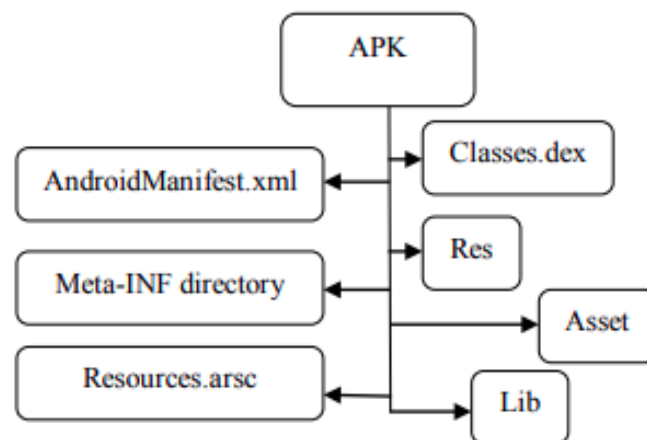 APK
Classes.dex
AndroidManifest.xml
Res
Meta-INF directory
Asset
Resources.arsc
Lib